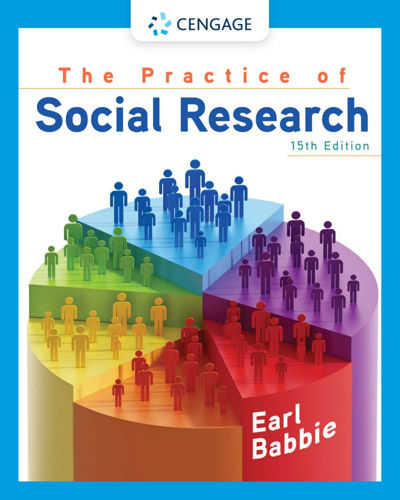 CENGAGE
The Practice of
Social Research
15th Edition
Earl
Babbie